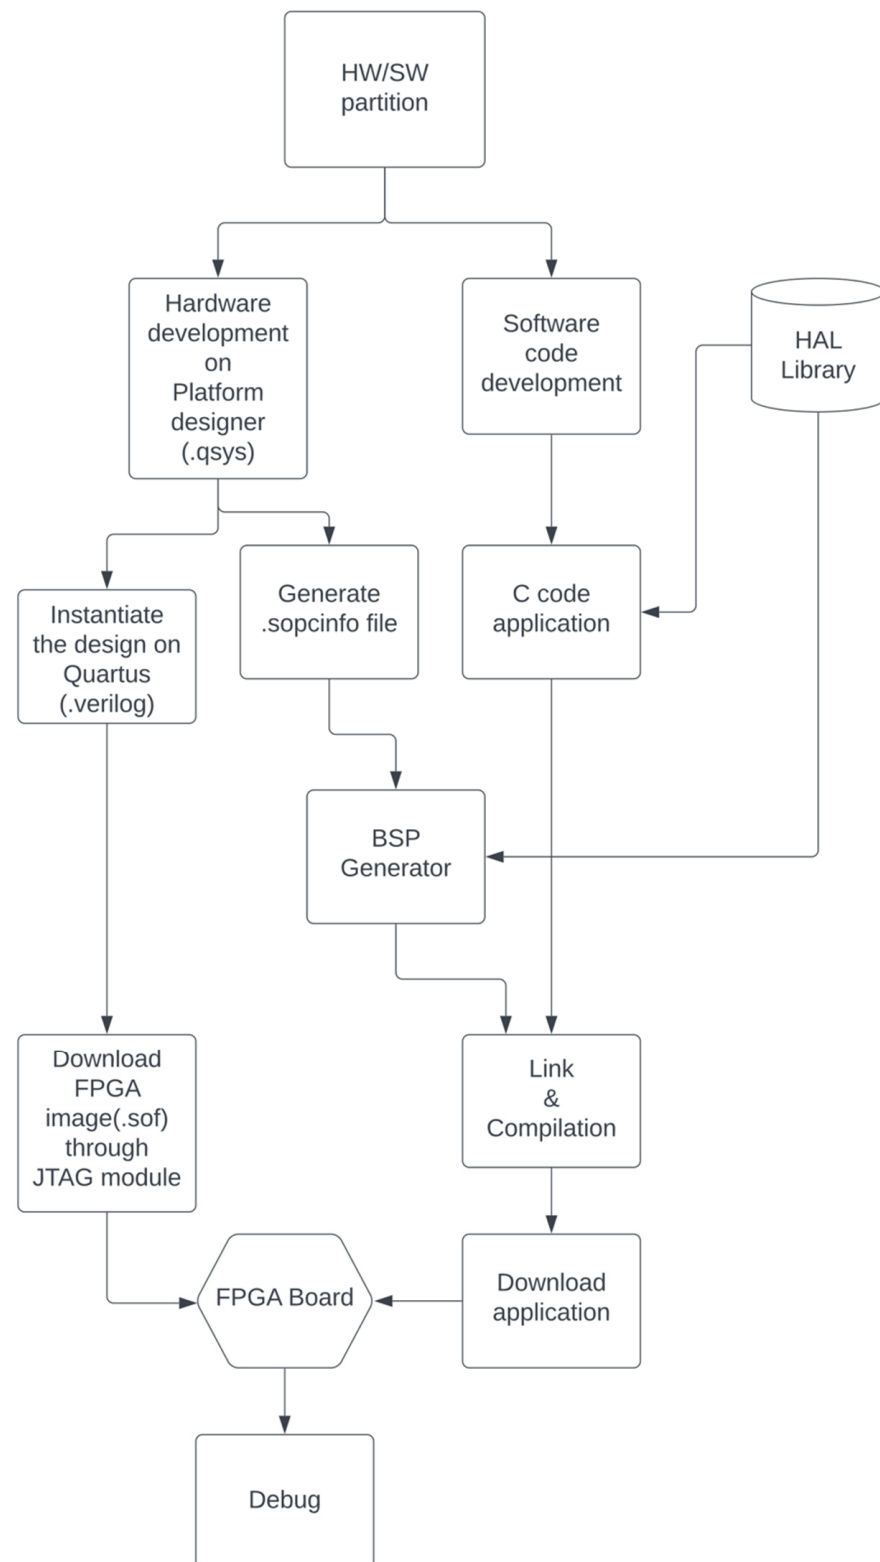 HW/SW
partition
Hardware
development
on
Platform
designer
(.qsys)
Software
code
development
HAL
Library
Instantiate
the design on
Quartus
(.verilog)
Generate
.sopcinfo file
C code
application
BSP
Generator
Download
FPGA
image(.sof)
through
JTAG module
Link
&
Compilation
FPGA Board
Download
application
Debug